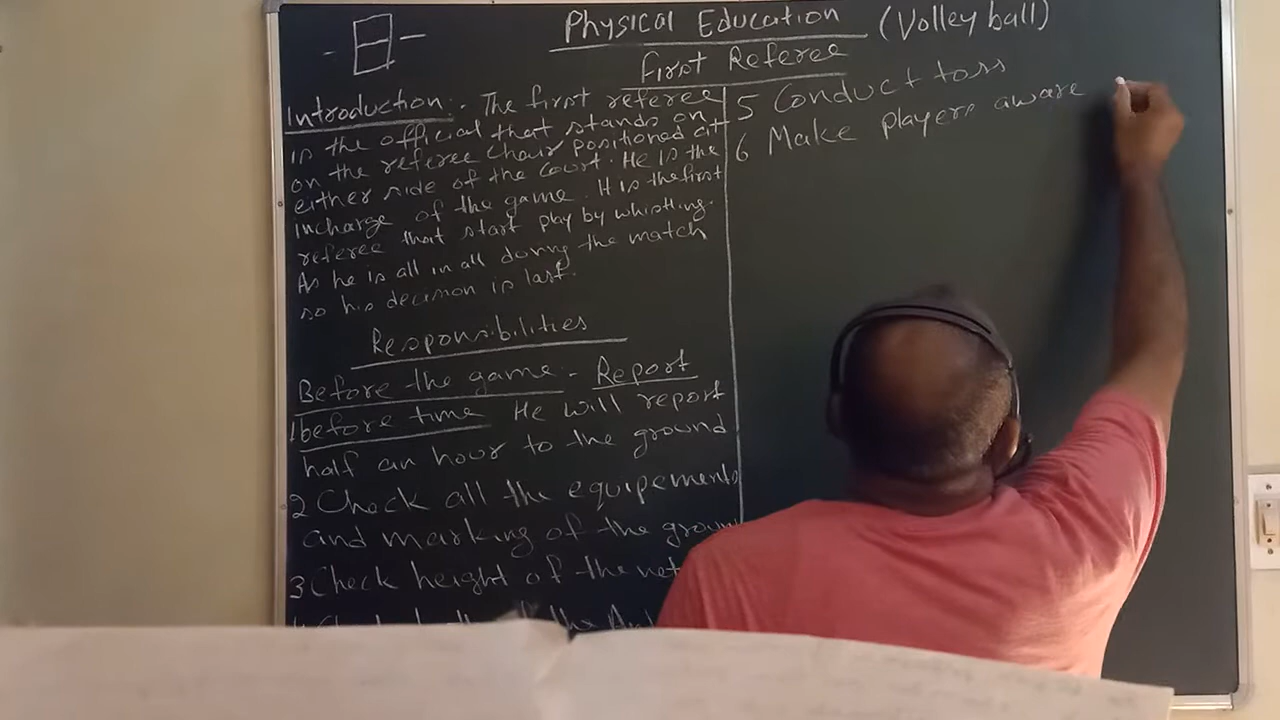 Physical Education (Volley ball)
First Referee
Introduction:- The first referee
is the official that stands on
on the referee chair positioned at
either side of the court. He is the
incharge of the game. H is the first
referee that start play by whistling.
As he is all in all during the match
so his decision is last.
Responsibilities
Before the game:- Report
1 before time He will report
half an hour to the ground
2 Check all the equipements
and marking of the ground
3 Check height of the net
the
5 Conduct toss
6 Make players aware